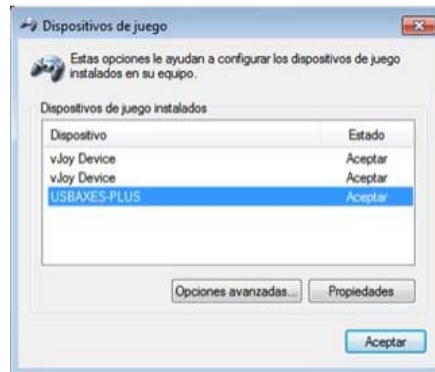 Dispositivos de juego
Estas opciones le ayudan a configurar los dispositivos de juego
instalados en su equipo.
Dispositivos de juego instalados
Dispositivo Estado
vJoy Device Aceptar
vJoy Device Aceptar
USBAXES-PLUS Aceptar
Opciones avanzadas... Propiedades
Aceptar